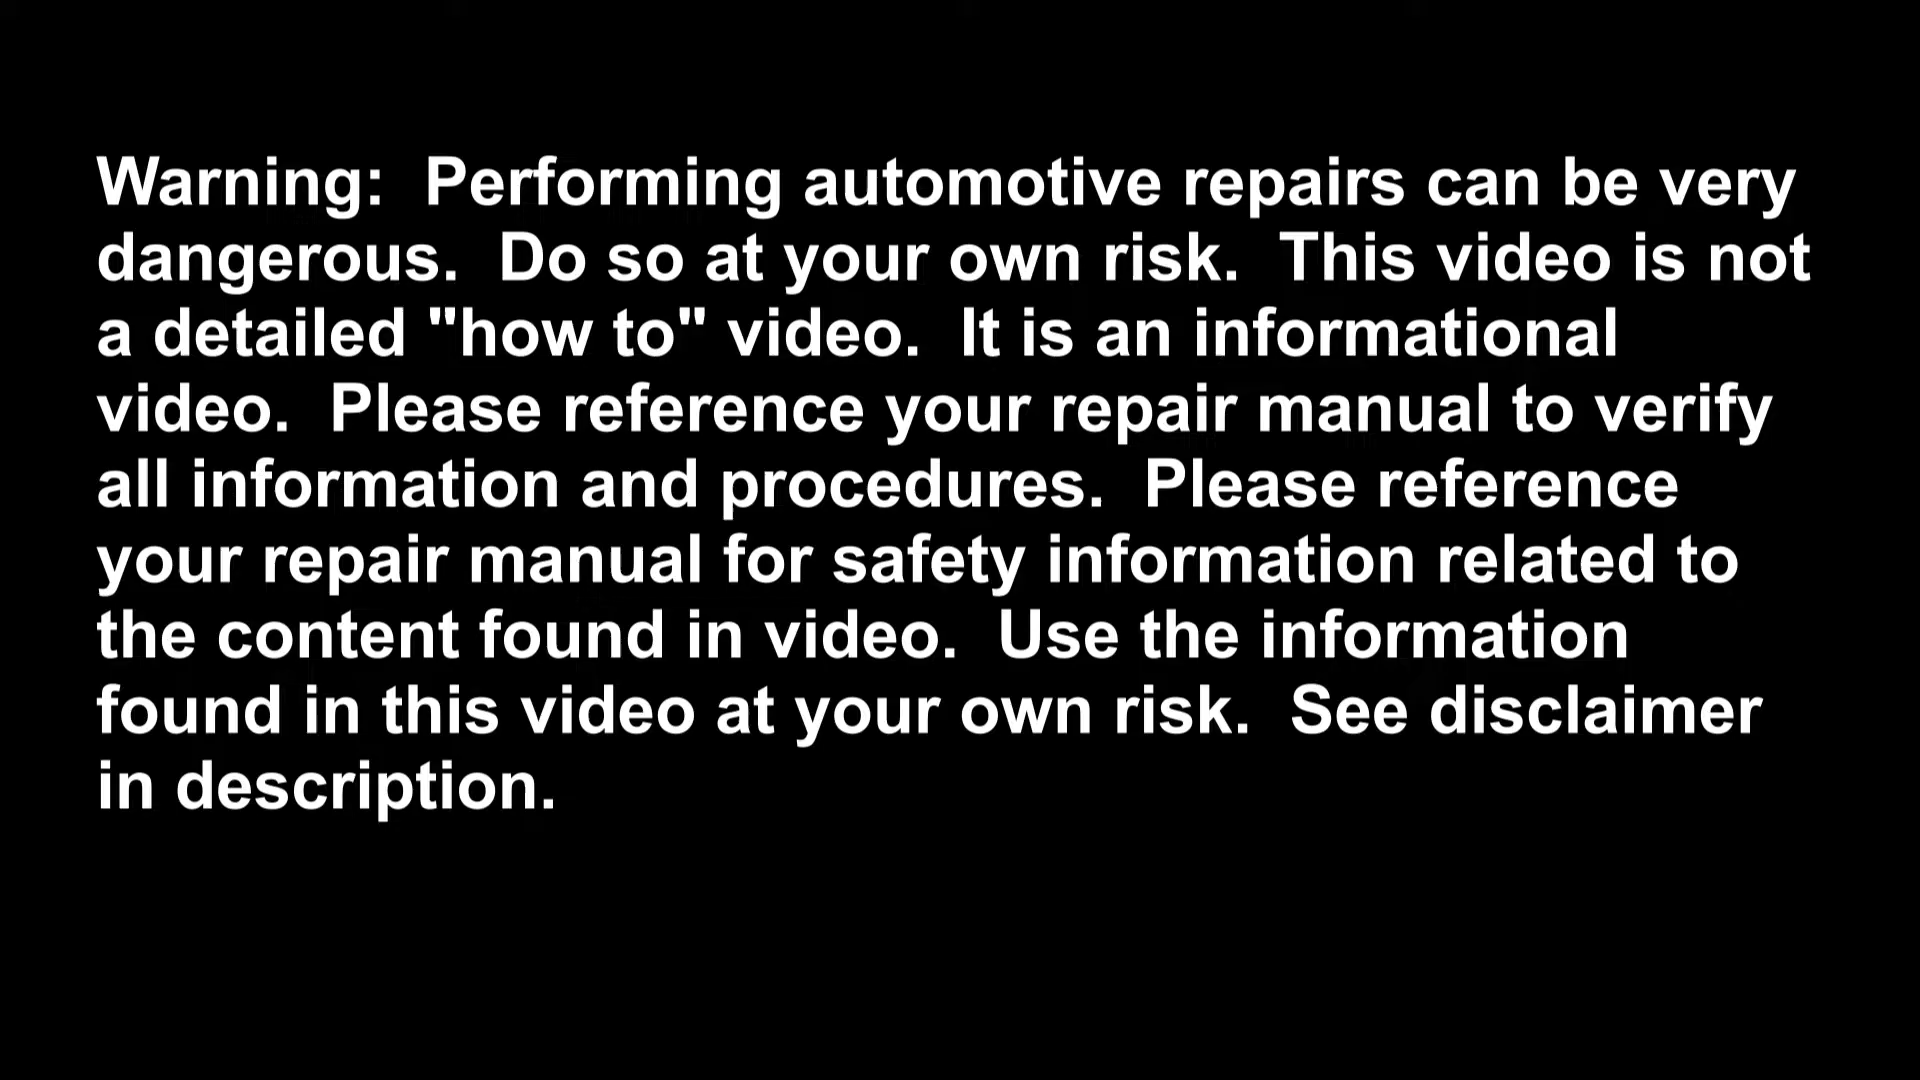 Warning:  Performing automotive repairs can be very
dangerous.  Do so at your own risk.  This video is not
a detailed "how to" video.  It is an informational
video.  Please reference your repair manual to verify
all information and procedures.  Please reference
your repair manual for safety information related to
the content found in video.  Use the information
found in this video at your own risk.  See disclaimer
in description.